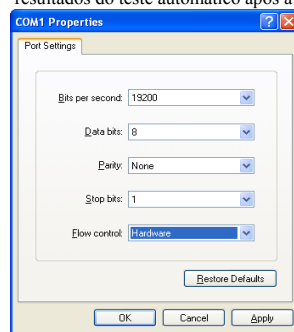 resultados do teste automático após a
COM1 Properties
Port Settings
Bits per second: 19200
Data bits: 8
Parity: None
Stop bits: 1
Flow control: Hardware
Restore Defaults
OK Cancel Apply